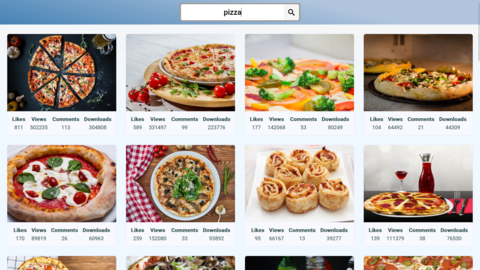 pizza
Likes Views Comments Downloads
811 502235 113 304808
Likes Views Comments Downloads
589 331497 99 223776
Likes Views Comments Downloads
177 142068 53 80249
Likes Views Comments Downloads
104 64492 21 44309
Likes Views Comments Downloads
170 89819 26 60963
Likes Views Comments Downloads
259 152080 33 93892
Likes Views Comments Downloads
95 66167 13 39277
Likes Views Comments Downloads
139 111379 38 76530